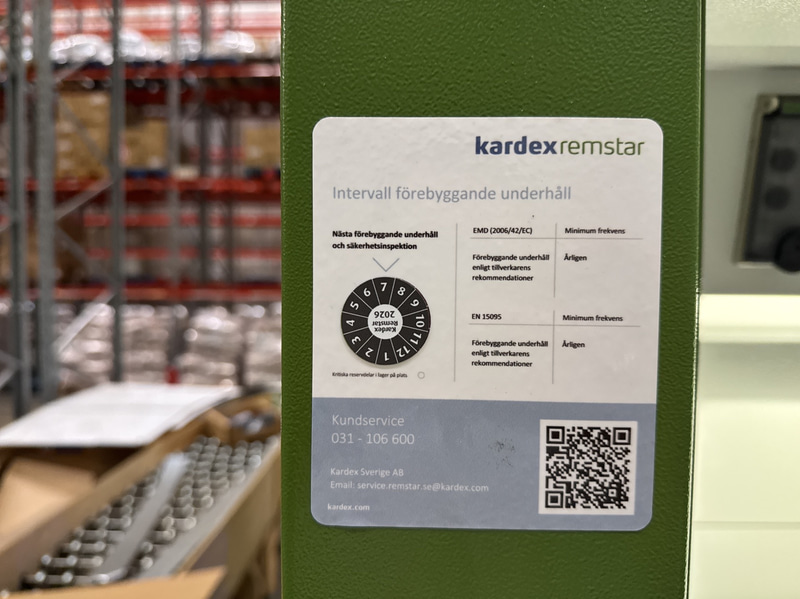 kardexremstar
Intervall förebyggande underhåll
Nästa förebyggande underhåll
och säkerhetsinspektion
7
8
9
10
11
12
1
2
3
4
5
6
Kardex
Remstar
2026
Kritiska reservdelar i lager på plats
EMD (2006/42/EC) Minimum frekvens
Förebyggande underhåll Årligen
enligt tillverkarens
rekommendationer
EN 15095 Minimum frekvens
Förebyggande underhåll Årligen
enligt tillverkarens
rekommendationer
Kundservice
031 - 106 600
Kardex Sverige AB
Email: service.remstar.se@kardex.com
kardex.com